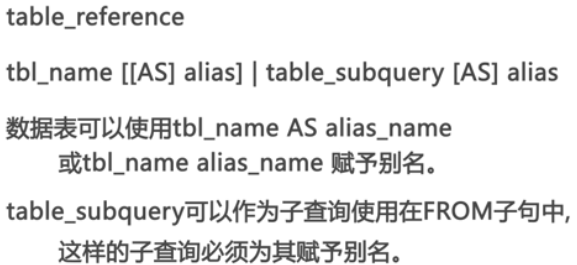 table_reference
tbl_name [[AS] alias] | table_subquery [AS] alias
数据表可以使用tbl_name AS alias_name
或tbl_name alias_name 赋予别名。
table_subquery可以作为子查询使用在FROM子句中,
这样的子查询必须为其赋予别名。